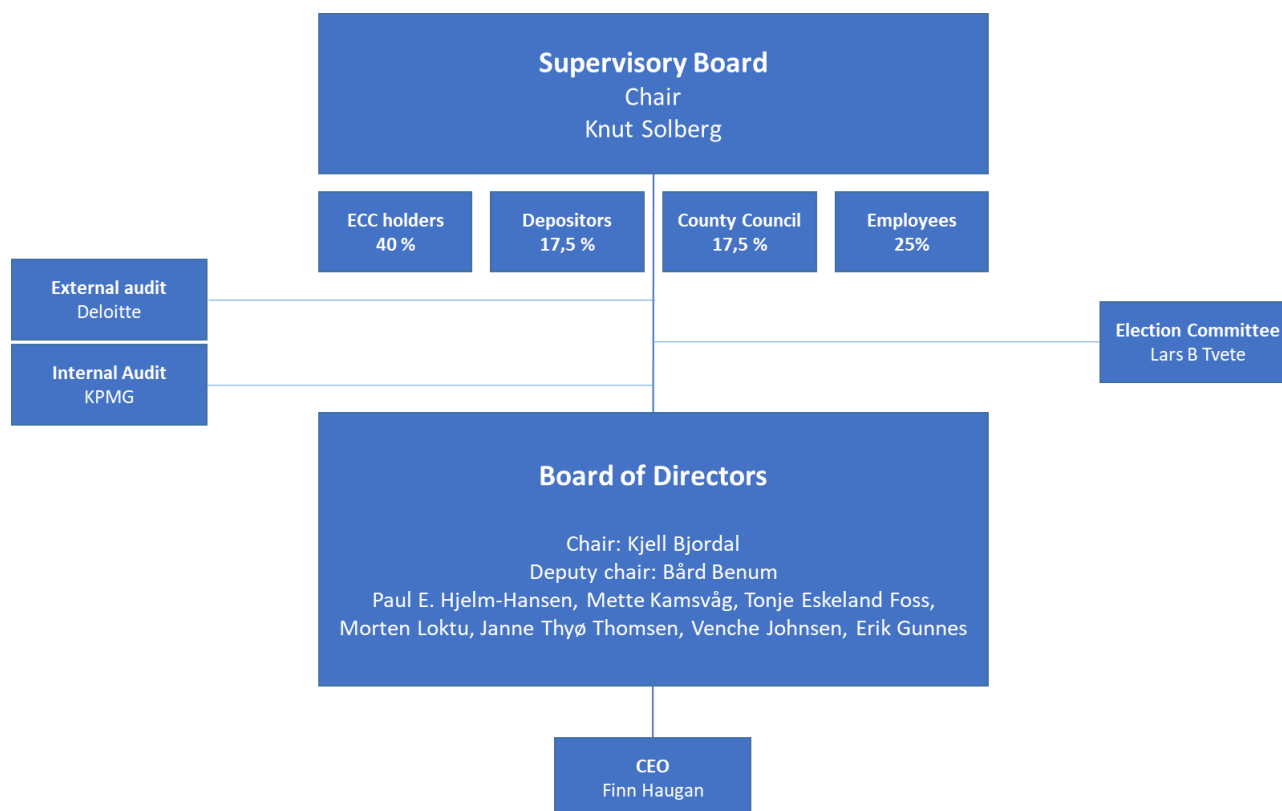 Supervisory Board
Chair
Knut Solberg
ECC holders
40 %
Depositors
17,5 %
County Council
17,5 %
Employees
25%
External audit
Deloitte
Election Committee
Lars B Tvete
Internal Audit
KPMG
Board of Directors
Chair: Kjell Bjordal
Deputy chair: Bård Benum
Paul E. Hjelm-Hansen, Mette Kamsvåg, Tonje Eskeland Foss,
Morten Loktu, Janne Thyø Thomsen, Venche Johnsen, Erik Gunnes
CEO
Finn Haugan